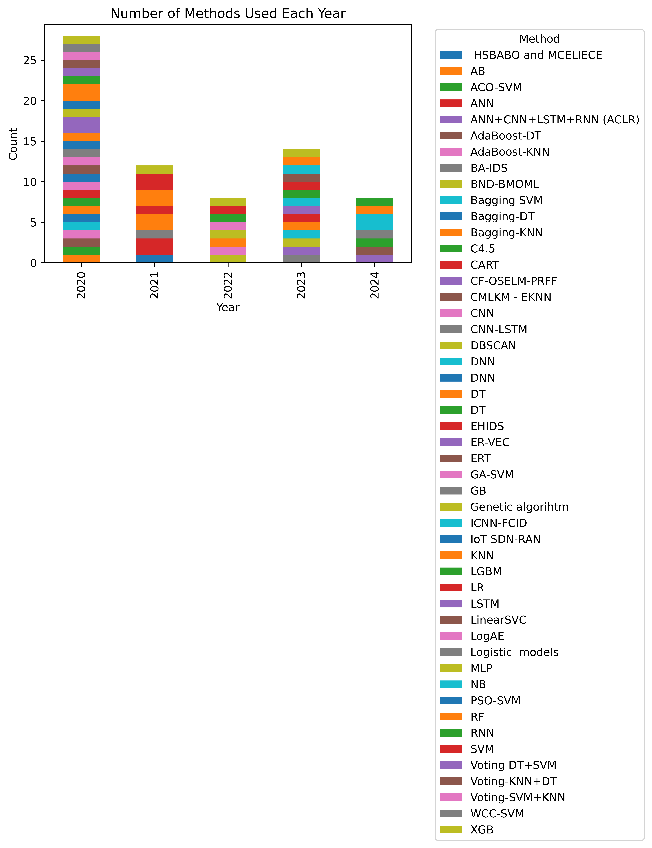 Number of Methods Used Each Year
25
20
15
10
5
0
Count
2020
2021
2022
2023
2024
Year
Method
HSBABO and MCELIECE
AB
ACO-SVM
ANN
ANN+CNN+LSTM+RNN (ACLR)
AdaBoost-DT
AdaBoost-KNN
BA-IDS
BND-BMOML
Bagging SVM
Bagging-DT
Bagging-KNN
C4.5
CART
CF-OSELM-PRFF
CMLKM - EKNN
CNN
CNN-LSTM
DBSCAN
DNN
DNN
DT
DT
EHIDS
ER-VEC
ERT
GA-SVM
GB
Genetic algorihtm
ICNN-FCID
IoT SDN-RAN
KNN
LGBM
LR
LSTM
LinearSVC
LogAE
Logistic  models
MLP
NB
PSO-SVM
RF
RNN
SVM
Voting DT+SVM
Voting-KNN+DT
Voting-SVM+KNN
WCC-SVM
XGB